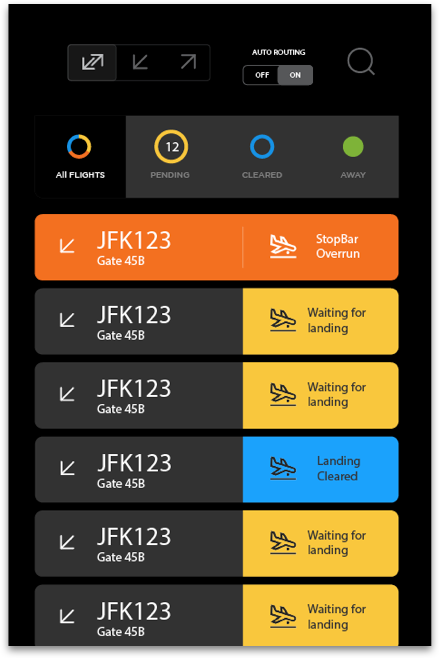 AUTO ROUTING
OFF ON
12
All FLIGHTS PENDING CLEARED AWAY
JFK123
Gate 45B
StopBar
Overrun
JFK123
Gate 45B
Waiting for
landing
JFK123
Gate 45B
Waiting for
landing
JFK123
Gate 45B
Landing
Cleared
JFK123
Gate 45B
Waiting for
landing
JFK123
Gate 45B
Waiting for
landing